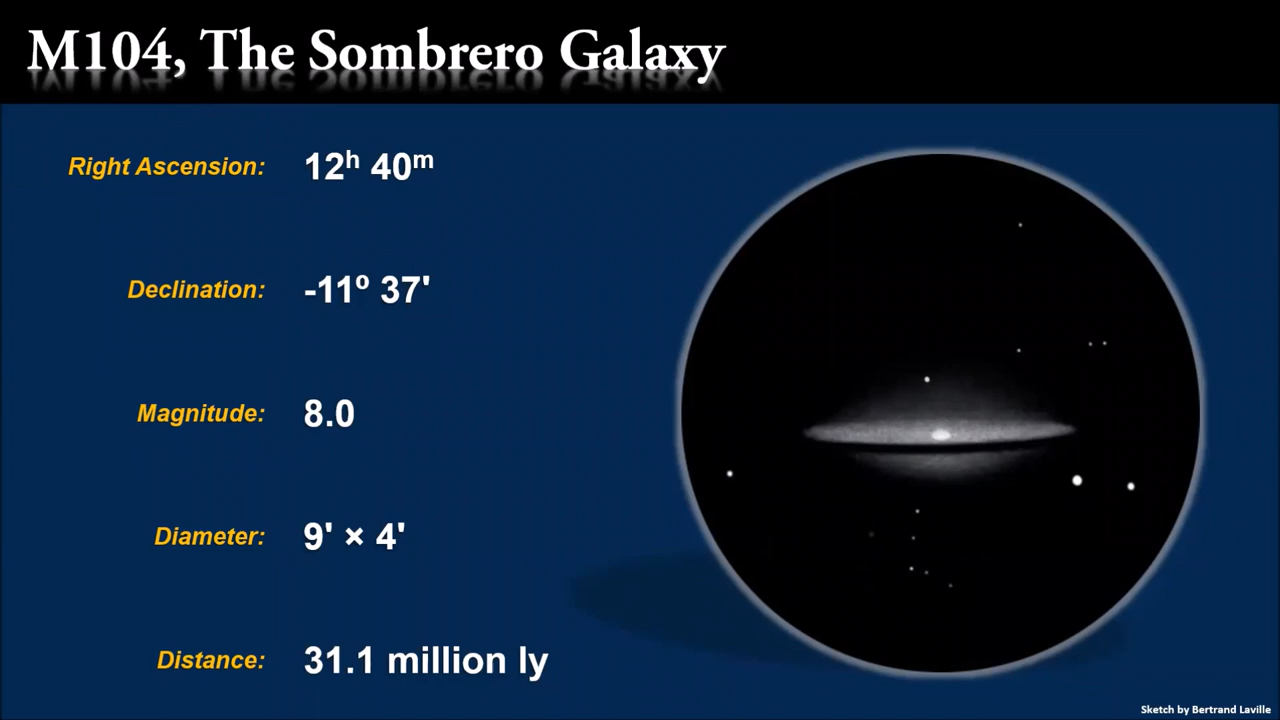 M104, The Sombrero Galaxy
Right Ascension: 12ʰ 40ᵐ
Declination: -11º 37'
Magnitude: 8.0
Diameter: 9' × 4'
Distance: 31.1 million ly
Sketch by Bertrand Laville